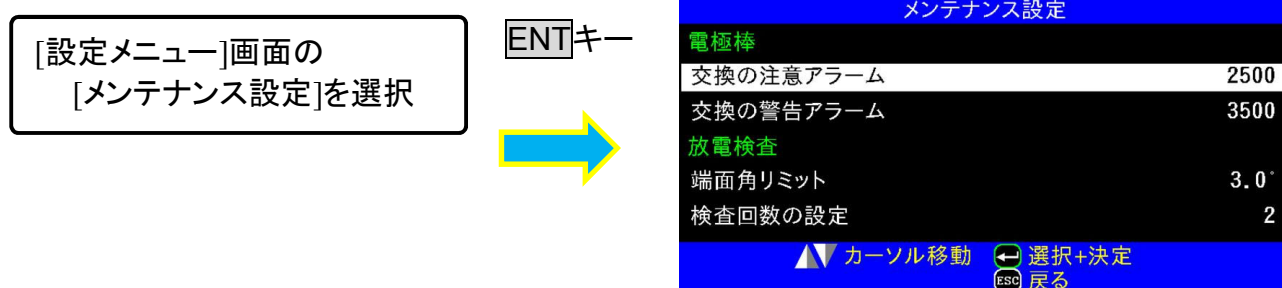 [設定メニュー]画面の
[メンテナンス設定]を選択
ENTキー
メンテナンス設定
電極棒
交換の注意アラーム 2500
交換の警告アラーム 3500
放電検査
端面角リミット 3.0°
検査回数の設定 2
カーソル移動 選択+決定
ESC 戻る